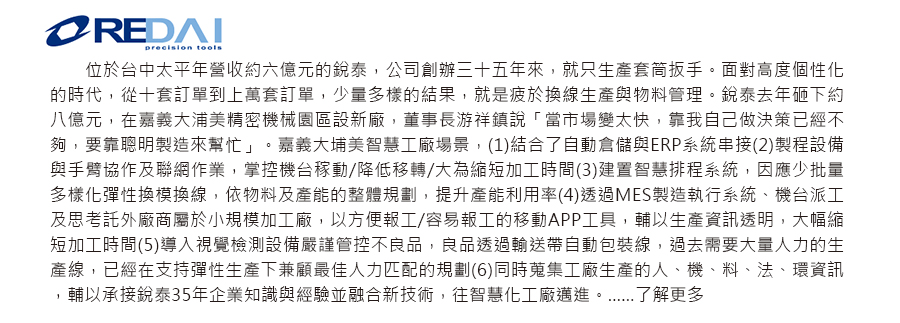 REDAI
precision tools
位於台中太平年營收約六億元的銳泰，公司創辦三十五年來，就只生產套筒扳手。面對高度個性化
的時代，從十套訂單到上萬套訂單，少量多樣的結果，就是疲於換線生產與物料管理。銳泰去年砸下約
八億元，在嘉義大浦美精密機械園區設新廠，董事長游祥鎮說「當市場變太快，靠我自己做決策已經不
夠，要靠聰明製造來幫忙」。嘉義大埔美智慧工廠場景，(1)結合了自動倉儲與ERP系統串接(2)製程設備
與手臂協作及聯網作業，掌控機台稼動/降低移轉/大為縮短加工時間(3)建置智慧排程系統，因應少批量
多樣化彈性換模換線，依物料及產能的整體規劃，提升產能利用率(4)透過MES製造執行系統、機台派工
及思考託外廠商屬於小規模加工廠，以方便報工/容易報工的移動APP工具，輔以生產資訊透明，大幅縮
短加工時間(5)導入視覺檢測設備嚴謹管控不良品，良品透過輸送帶自動包裝線，過去需要大量人力的生
產線，已經在支持彈性生產下兼顧最佳人力匹配的規劃(6)同時蒐集工廠生產的人、機、料、法、環資訊
，輔以承接銳泰35年企業知識與經驗並融合新技術，往智慧化工廠邁進。……了解更多